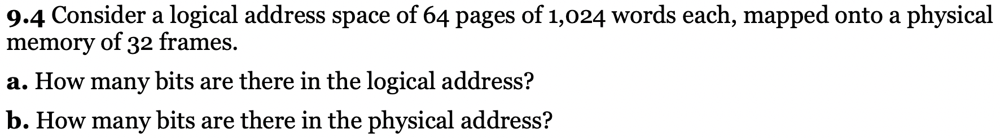 9.4 Consider a logical address space of 64 pages of 1,024 words each, mapped onto a physical
memory of 32 frames.
a. How many bits are there in the logical address?
b. How many bits are there in the physical address?